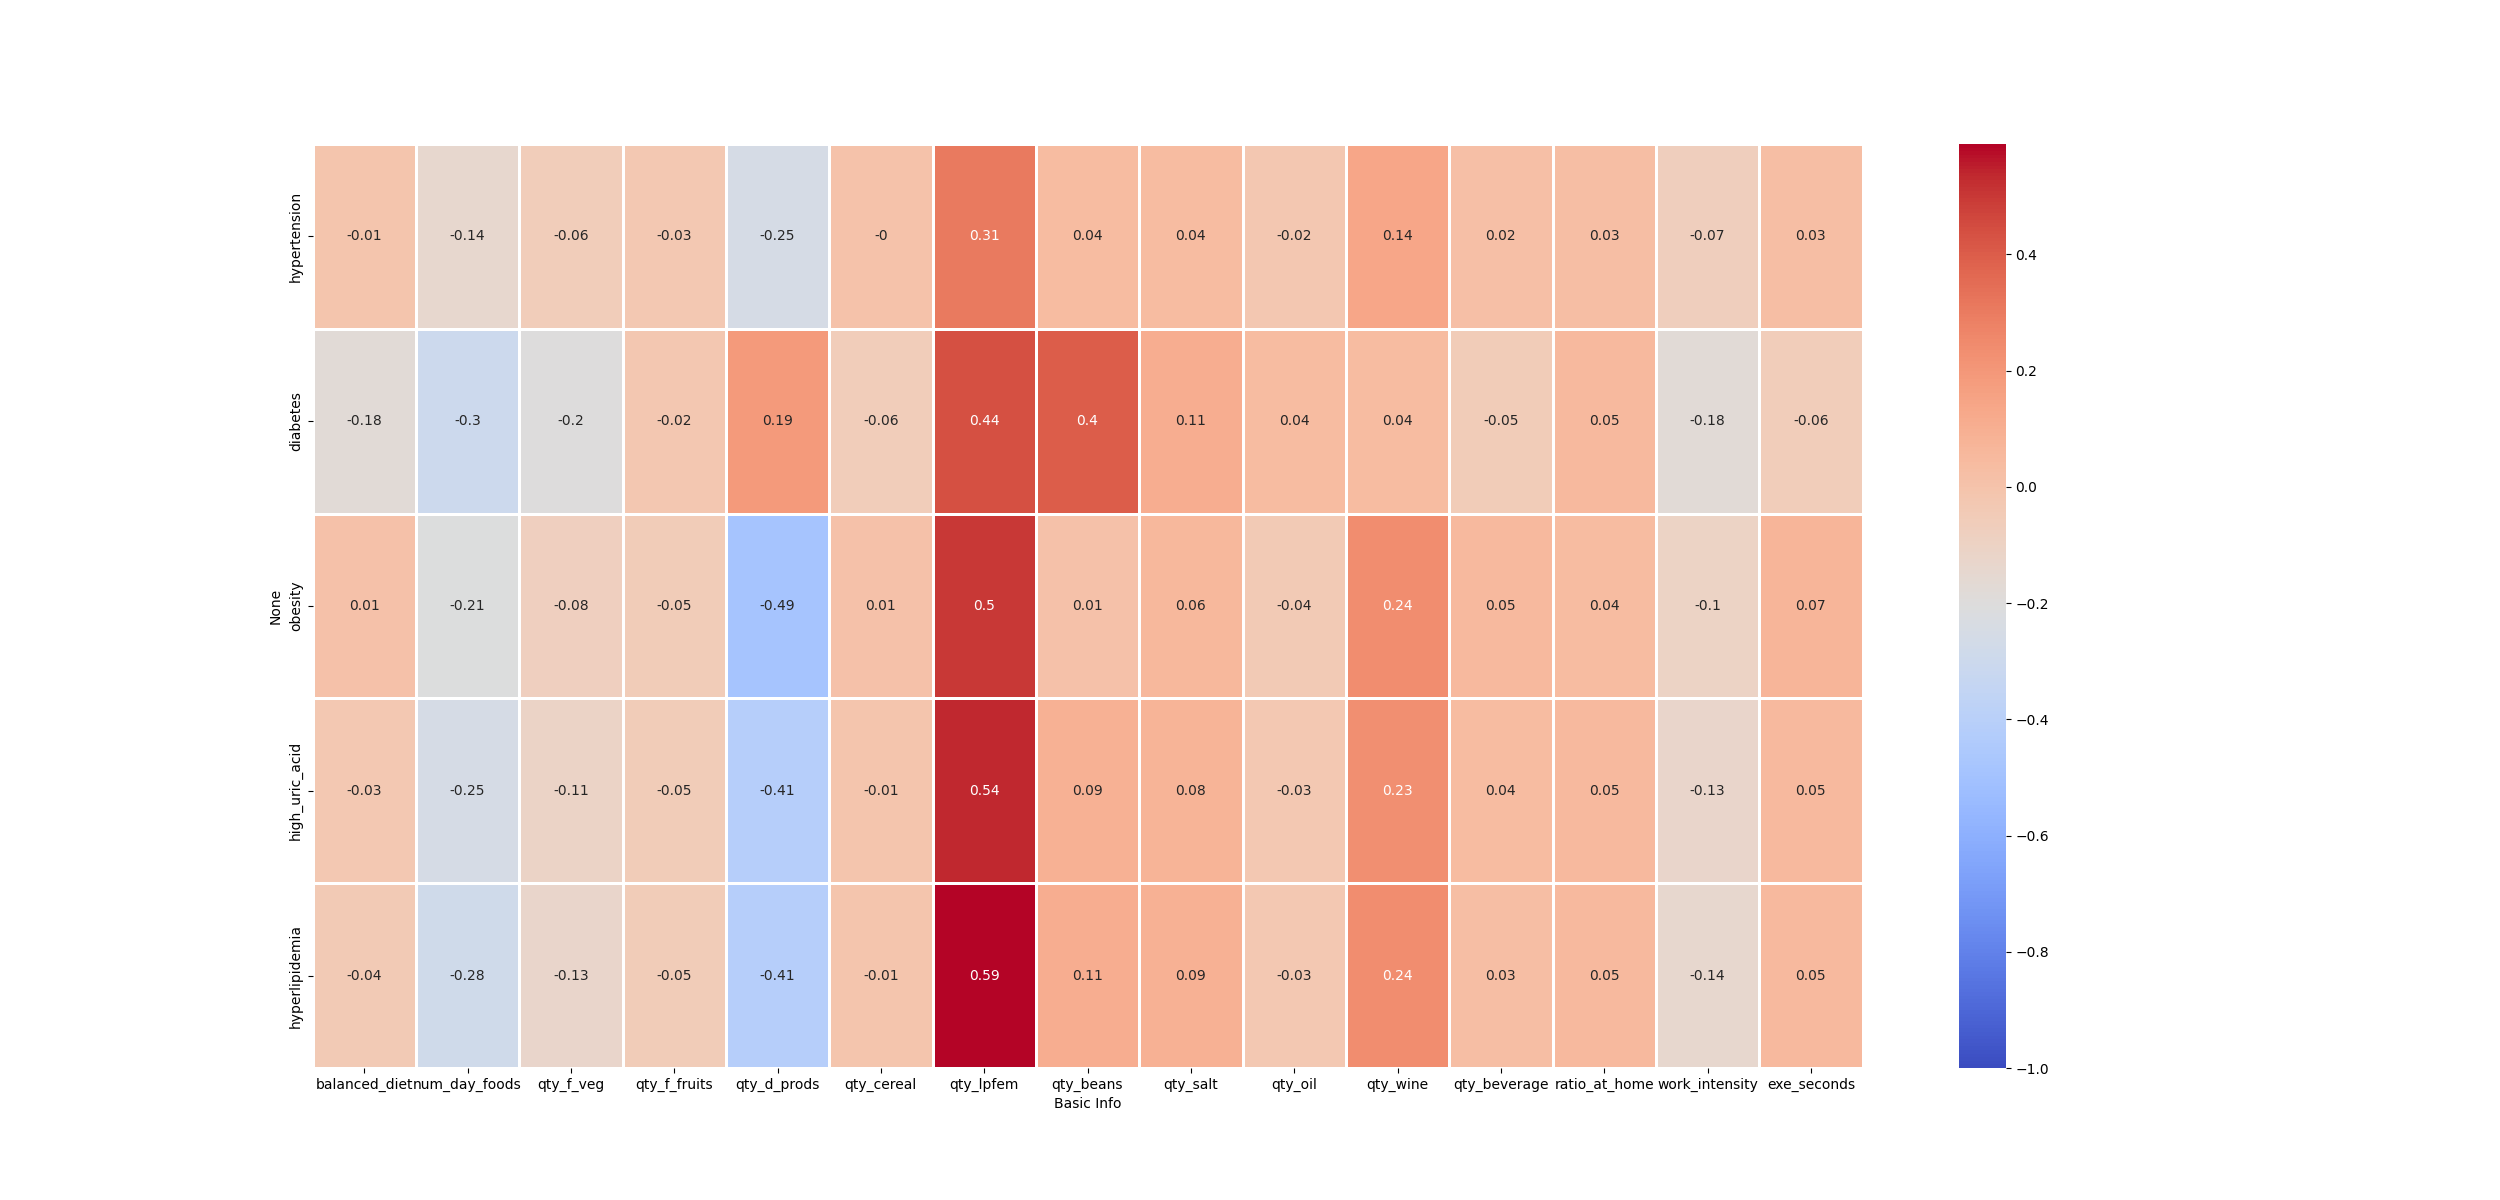 hypertension -0.01 -0.14 -0.06 -0.03 -0.25 -0 0.31 0.04 0.04 -0.02 0.14 0.02 0.03 -0.07 0.03
diabetes -0.18 -0.3 -0.2 -0.02 0.19 -0.06 0.44 0.4 0.11 0.04 0.04 -0.05 0.05 -0.18 -0.06
None
obesity 0.01 -0.21 -0.08 -0.05 -0.49 0.01 0.5 0.01 0.06 -0.04 0.24 0.05 0.04 -0.1 0.07
high_uric_acid -0.03 -0.25 -0.11 -0.05 -0.41 -0.01 0.54 0.09 0.08 -0.03 0.23 0.04 0.05 -0.13 0.05
hyperlipidemia -0.04 -0.28 -0.13 -0.05 -0.41 -0.01 0.59 0.11 0.09 -0.03 0.24 0.03 0.05 -0.14 0.05
balanced_diet num_day_foods qty_f_veg qty_f_fruits qty_d_prods qty_cereal qty_lpfem qty_beans qty_salt qty_oil qty_wine qty_beverage ratio_at_home work_intensity exe_seconds
Basic Info
0.4
0.2
0.0
−0.2
−0.4
−0.6
−0.8
−1.0